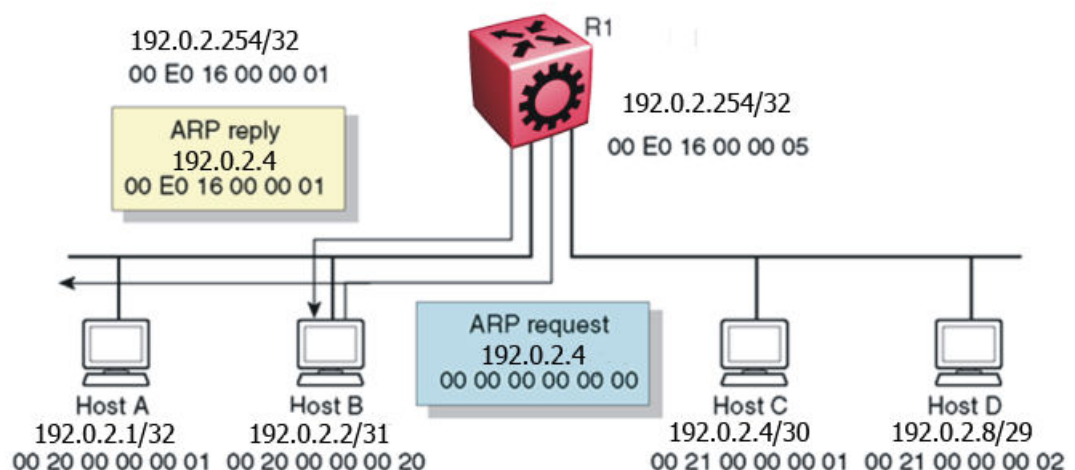 R1
192.0.2.254/32
00 E0 16 00 00 01
192.0.2.254/32
00 E0 16 00 00 05
ARP reply
192.0.2.4
00 E0 16 00 00 01
ARP request
192.0.2.4
00 00 00 00 00 00
Host A
192.0.2.1/32
00 20 00 00 00 01
Host B
192.0.2.2/31
00 20 00 00 00 20
Host C
192.0.2.4/30
00 21 00 00 00 01
Host D
192.0.2.8/29
00 21 00 00 00 02